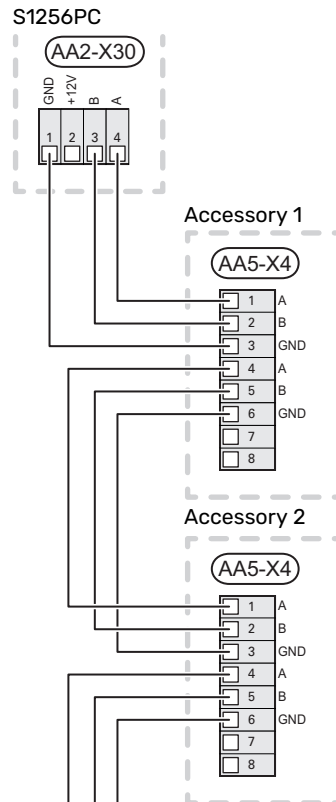 S1256PC
AA2-X30
GND +12V B A
1 2 3 4
Accessory 1
AA5-X4
1 A
2 B
3 GND
4 A
5 B
6 GND
7
8
Accessory 2
AA5-X4
1 A
2 B
3 GND
4 A
5 B
6 GND
7
8